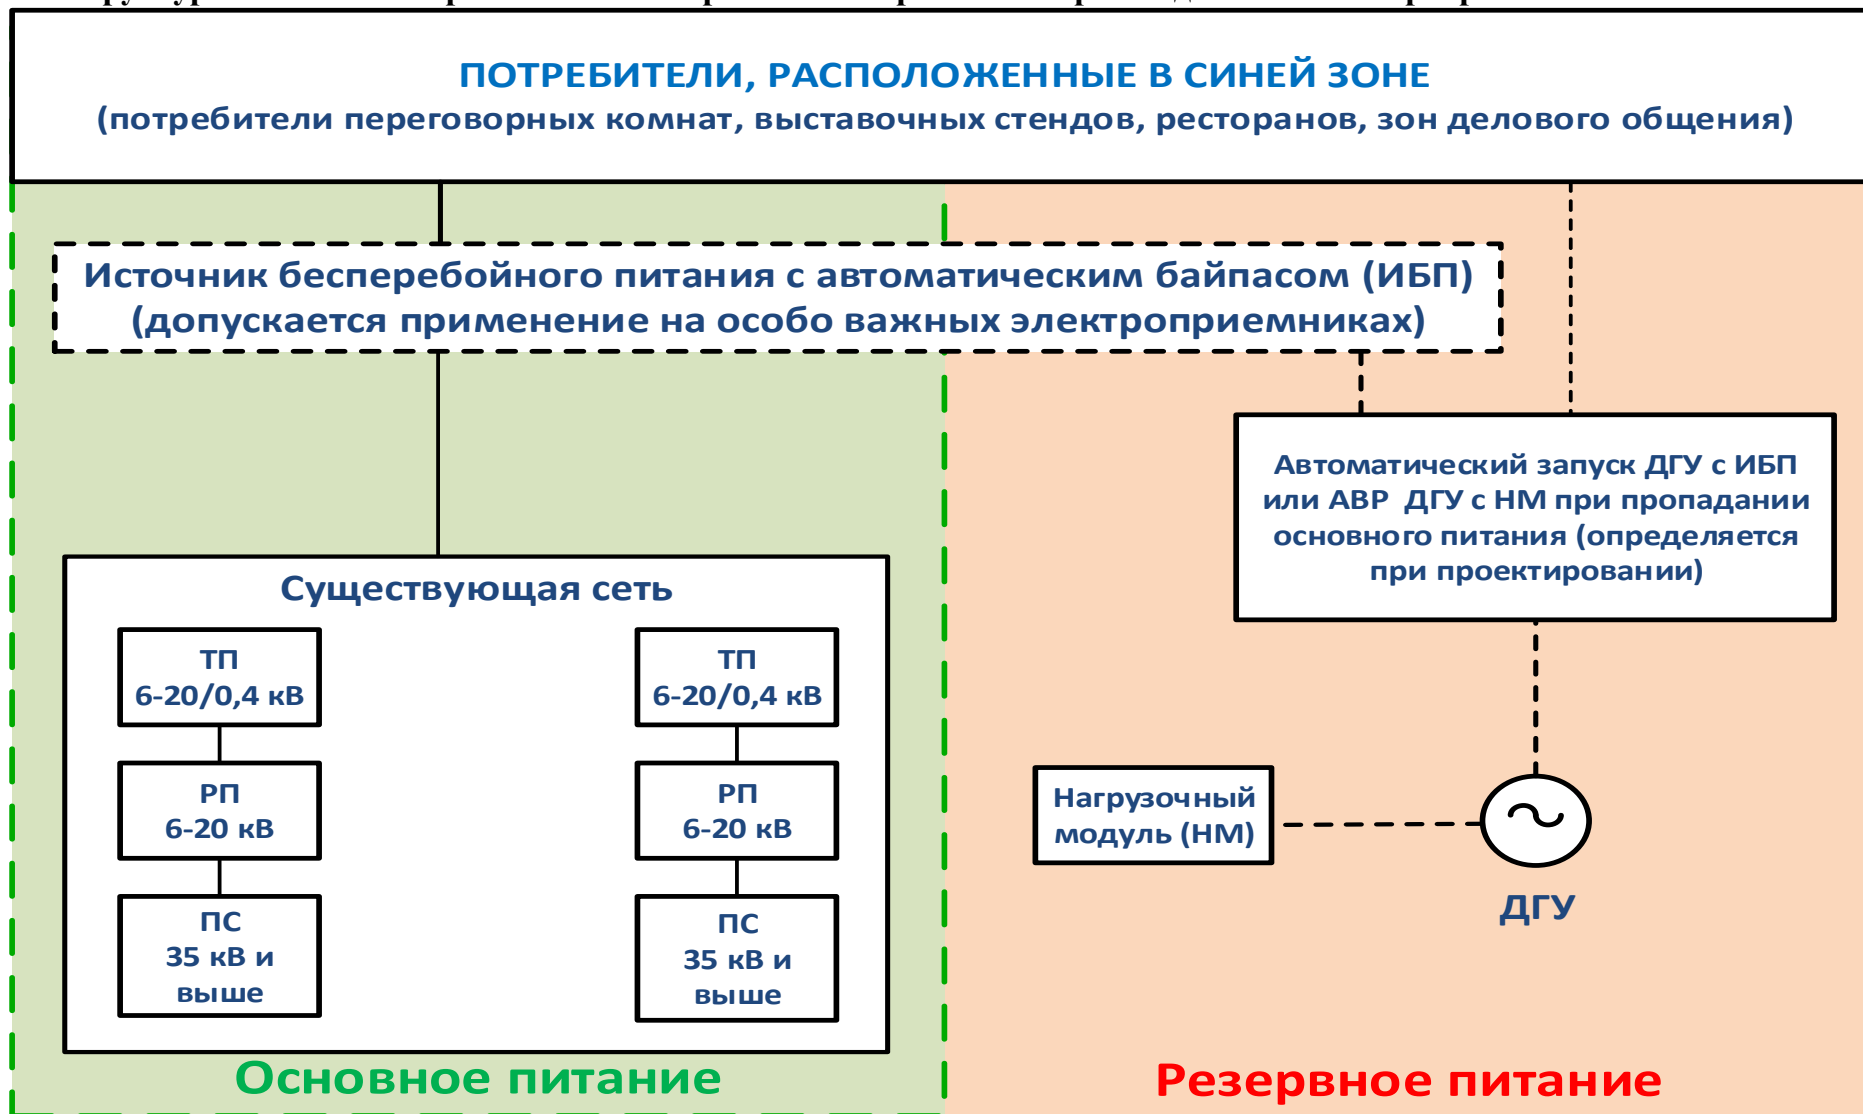 ПОТРЕБИТЕЛИ, РАСПОЛОЖЕННЫЕ В СИНЕЙ ЗОНЕ
(потребители переговорных комнат, выставочных стендов, ресторанов, зон делового общения)
Источник бесперебойного питания с автоматическим байпасом (ИБП)
(допускается применение на особо важных электроприемниках)
Автоматический запуск ДГУ с ИБП
или АВР ДГУ с НМ при пропадании
основного питания (определяется
при проектировании)
Существующая сеть
ТП
6-20/0,4 кВ
РП
6-20 кВ
ПС
35 кВ и
выше
ТП
6-20/0,4 кВ
РП
6-20 кВ
ПС
35 кВ и
выше
Нагрузочный
модуль (НМ)
ДГУ
Основное питание
Резервное питание